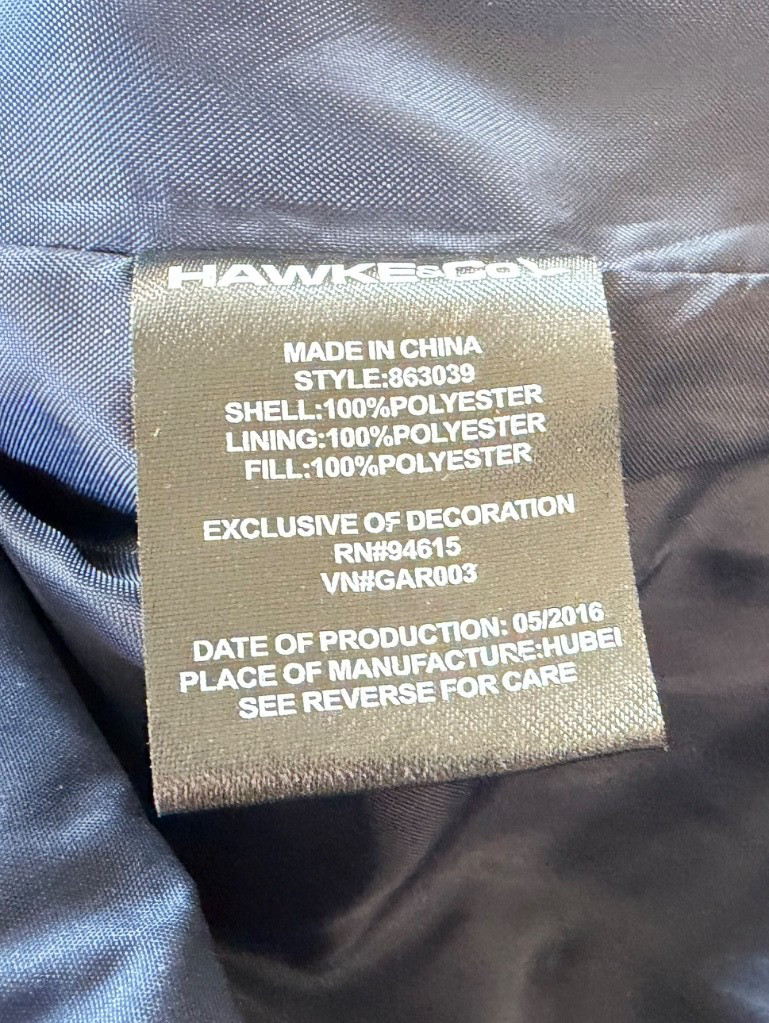 HAWKE&Co
MADE IN CHINA
STYLE:863039
SHELL:100%POLYESTER
LINING:100%POLYESTER
FILL:100%POLYESTER
EXCLUSIVE OF DECORATION
RN#94615
VN#GAR003
DATE OF PRODUCTION: 05/2016
PLACE OF MANUFACTURE:HUBEI
SEE REVERSE FOR CARE